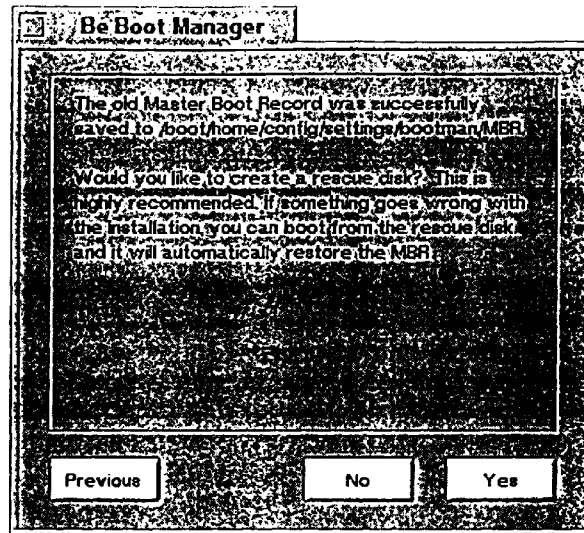 Be Boot Manager
The old Master Boot Record was successfully
saved to /boot/home/config/settings/bootman/MBR.
Would you like to create a rescue disk? This is
highly recommended. If something goes wrong with
the installation, you can boot from the rescue disk
and it will automatically restore the MBR.
Previous
No
Yes